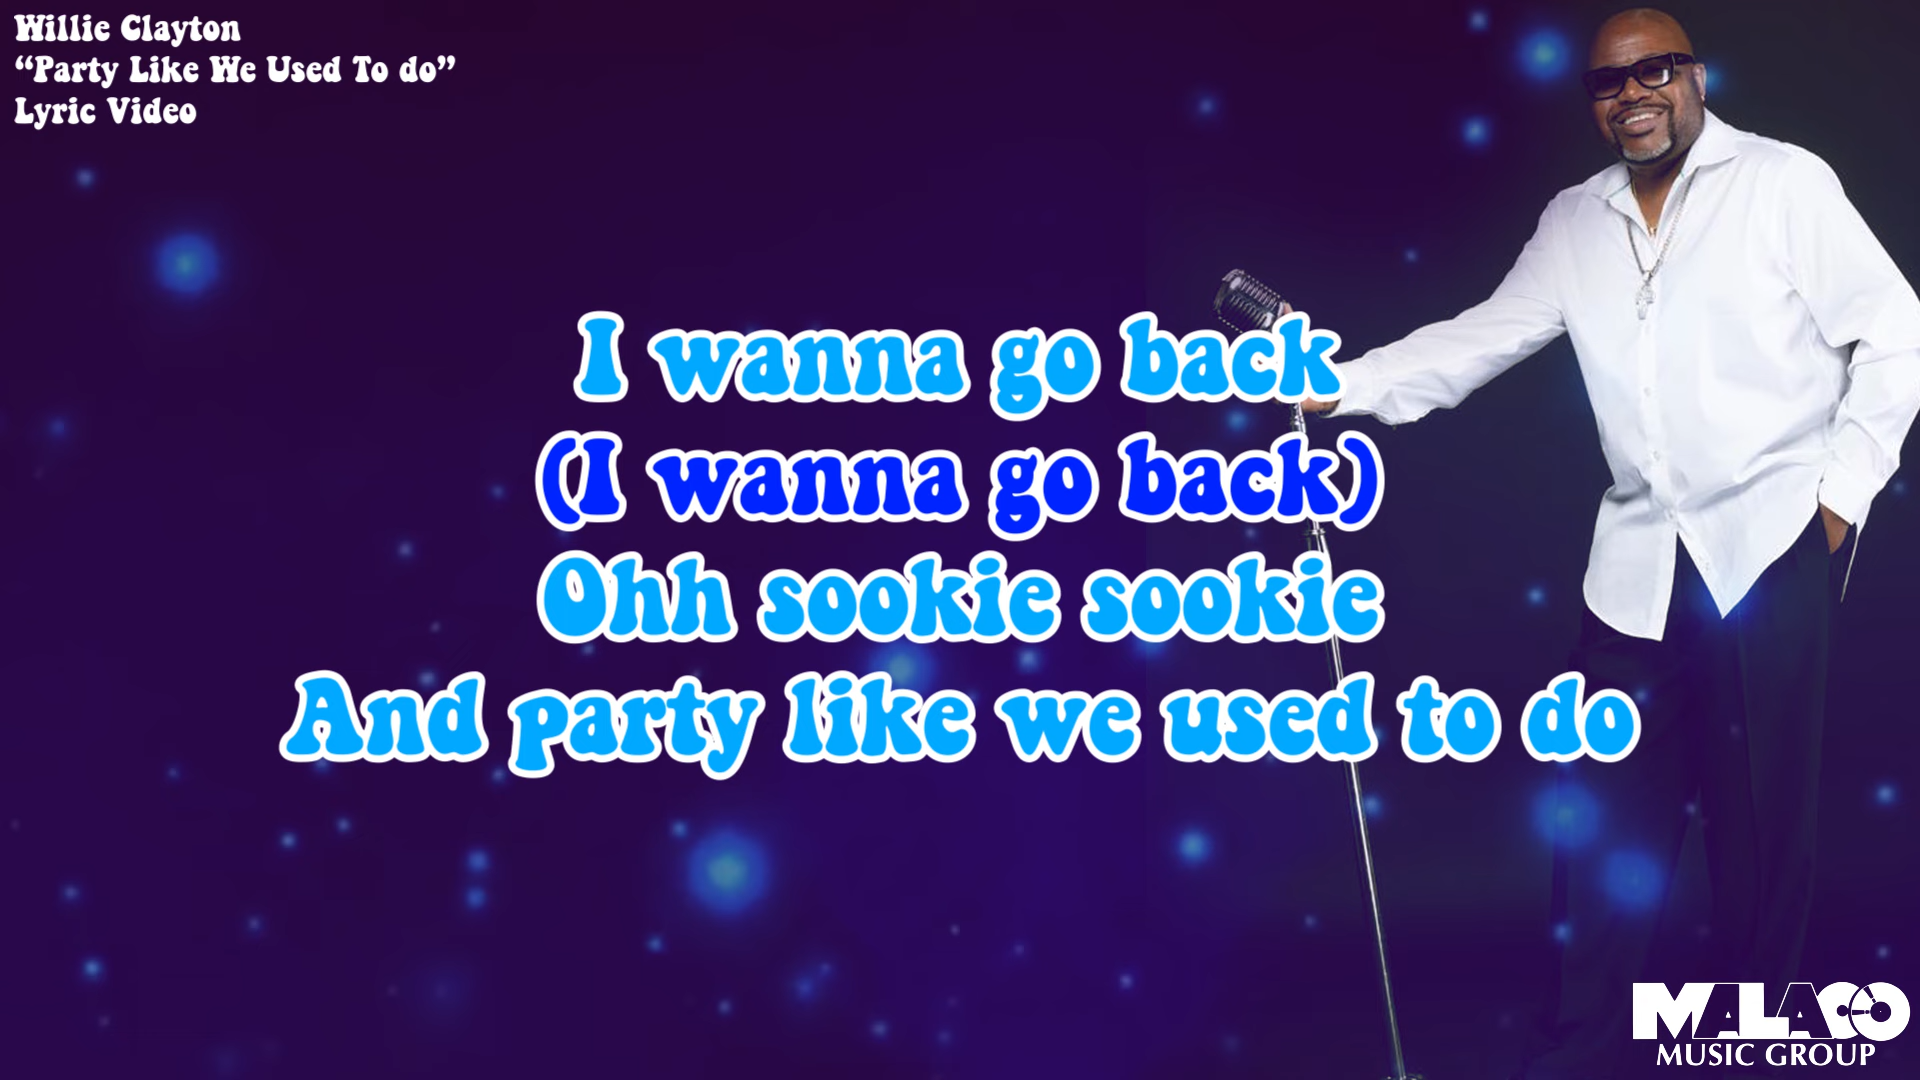 Willie Clayton
“Party Like We Used To do”
Lyric Video
I wanna go back
(I wanna go back)
Ohh sookie sookie
And party like we used to do
MALACO
MUSIC GROUP